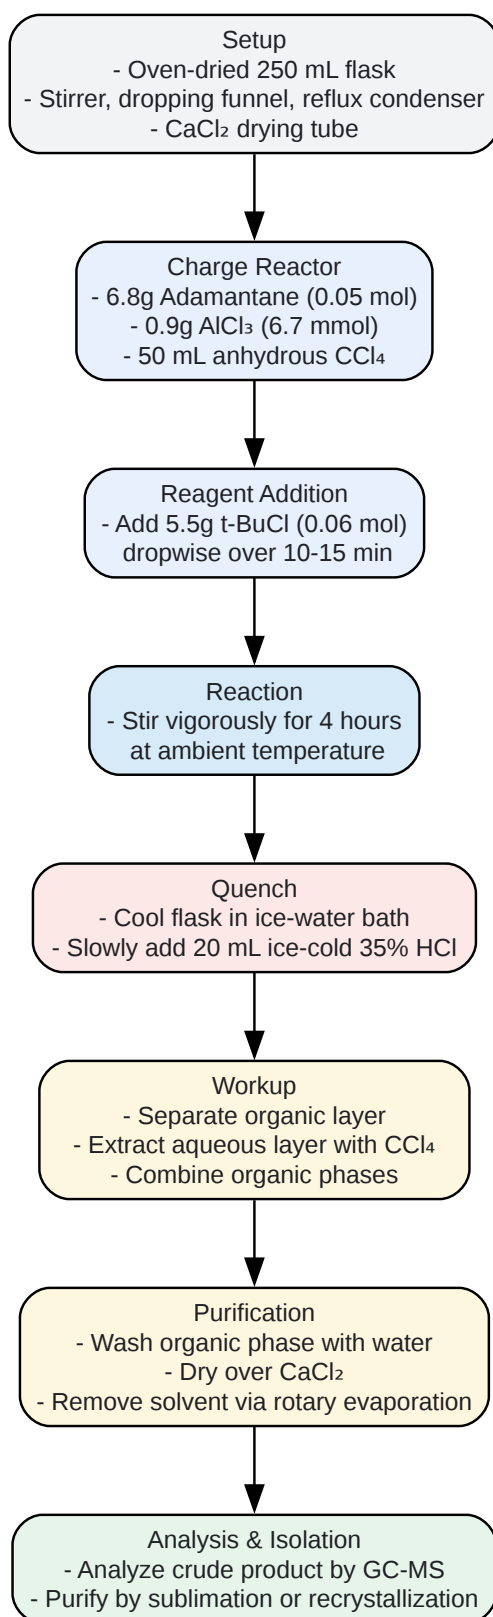 Setup
- Oven-dried 250 mL flask
- Stirrer, dropping funnel, reflux condenser
- CaCl₂ drying tube
Charge Reactor
- 6.8g Adamantane (0.05 mol)
- 0.9g AlCl₃ (6.7 mmol)
- 50 mL anhydrous CCl₄
Reagent Addition
- Add 5.5g t-BuCl (0.06 mol)
dropwise over 10-15 min
Reaction
- Stir vigorously for 4 hours
at ambient temperature
Quench
- Cool flask in ice-water bath
- Slowly add 20 mL ice-cold 35% HCl
Workup
- Separate organic layer
- Extract aqueous layer with CCl₄
- Combine organic phases
Purification
- Wash organic phase with water
- Dry over CaCl₂
- Remove solvent via rotary evaporation
Analysis & Isolation
- Analyze crude product by GC-MS
- Purify by sublimation or recrystallization